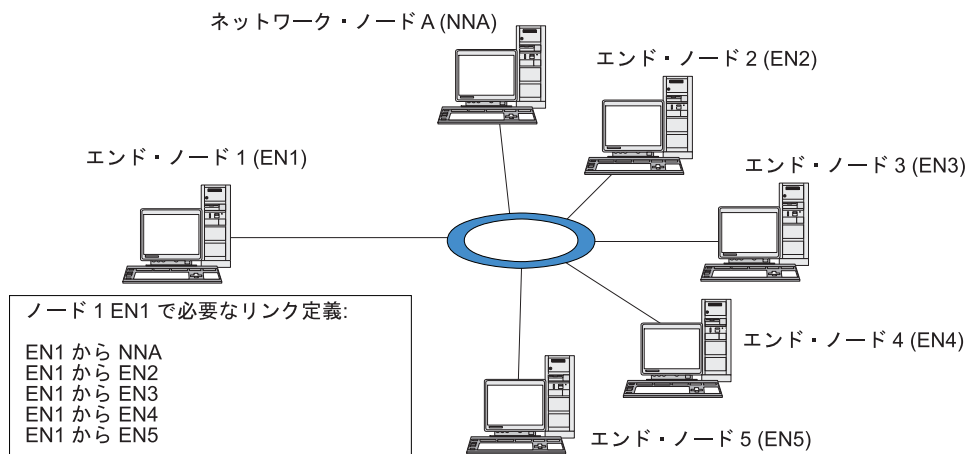 ネットワーク・ノード A (NNA)
エンド・ノード 2 (EN2)
エンド・ノード 1 (EN1)
エンド・ノード 3 (EN3)
ノード 1 EN1 で必要なリンク定義:
EN1 から NNA
EN1 から EN2
EN1 から EN3
EN1 から EN4
EN1 から EN5
エンド・ノード 4 (EN4)
エンド・ノード 5 (EN5)